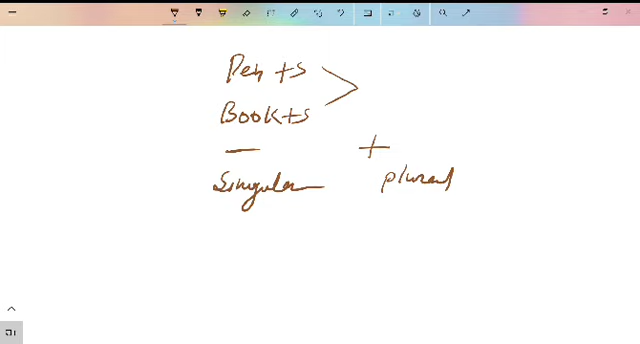 Pen +s
Book+s
— +
Singular plural